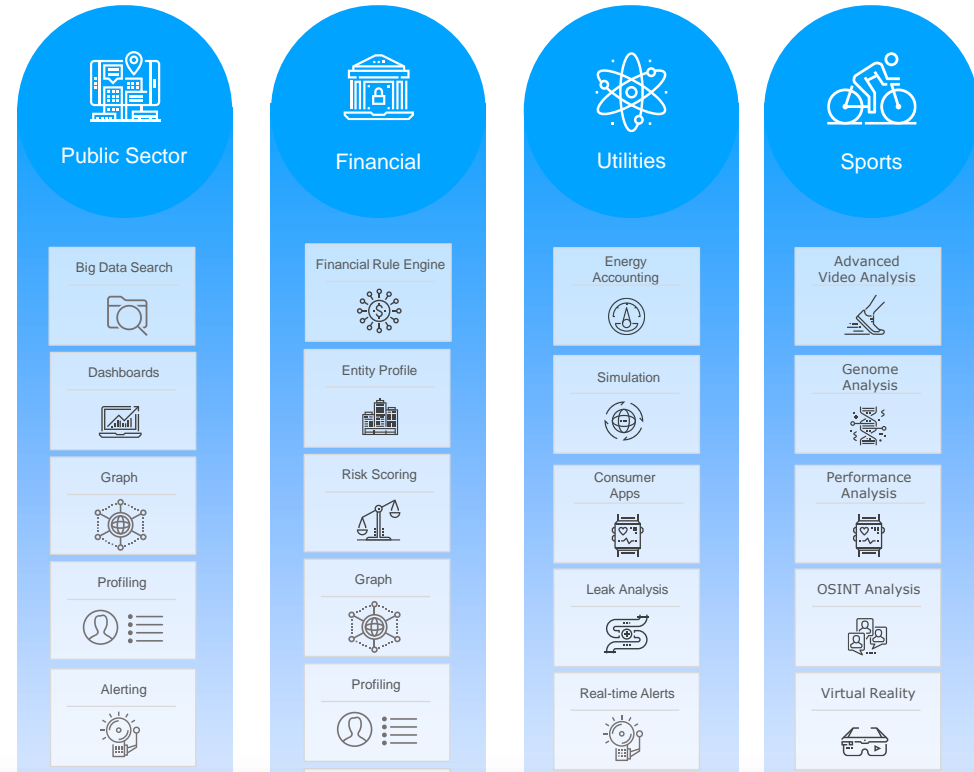 Public Sector
Big Data Search
Dashboards
Graph
Profiling
Alerting
Financial
Financial Rule Engine
Entity Profile
Risk Scoring
Graph
Profiling
Utilities
Energy
Accounting
Simulation
Consumer
Apps
Leak Analysis
Real-time Alerts
Sports
Advanced
Video Analysis
Genome
Analysis
Performance
Analysis
OSINT Analysis
Virtual Reality